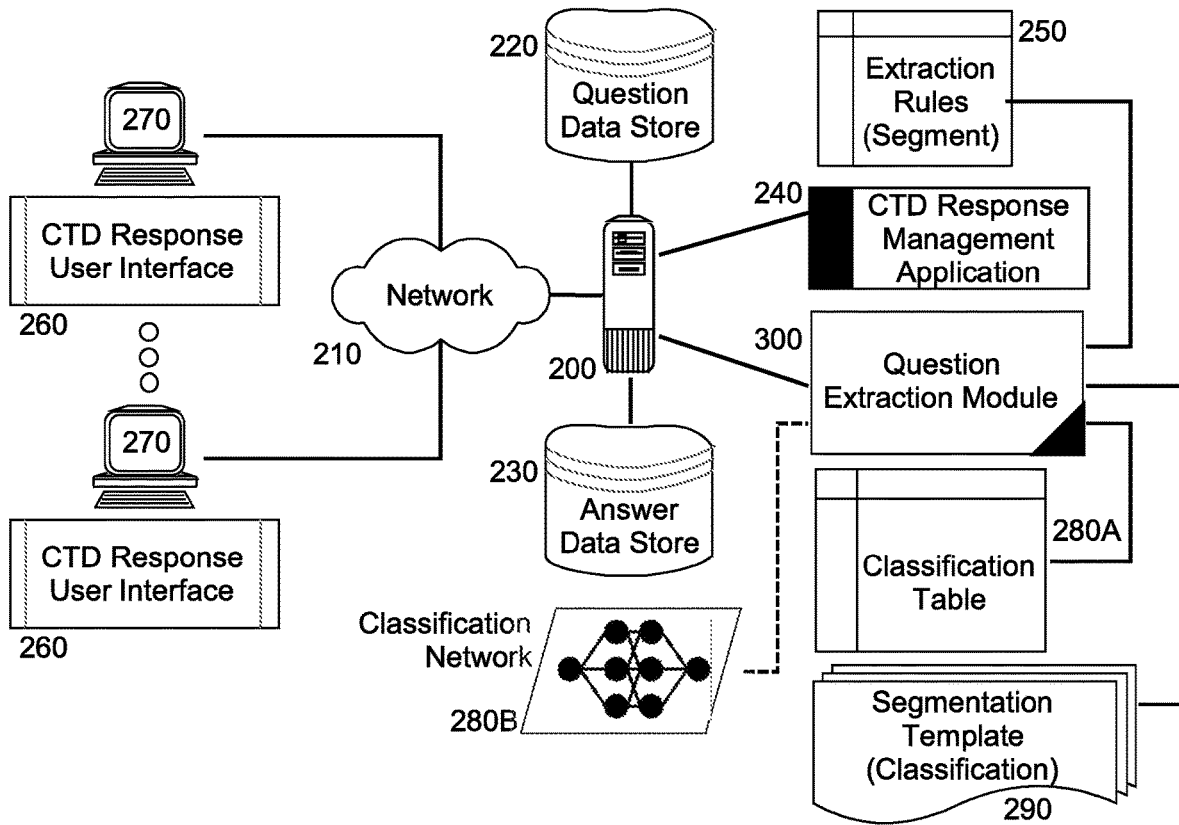 220
Question
Data Store
250
Extraction
Rules
(Segment)
270
CTD Response
User Interface
260
240
CTD Response
Management
Application
Network
210
200
300
Question
Extraction Module
270
CTD Response
User Interface
260
230
Answer
Data Store
280A
Classification
Table
Classification
Network
280B
Segmentation
Template
(Classification)
290